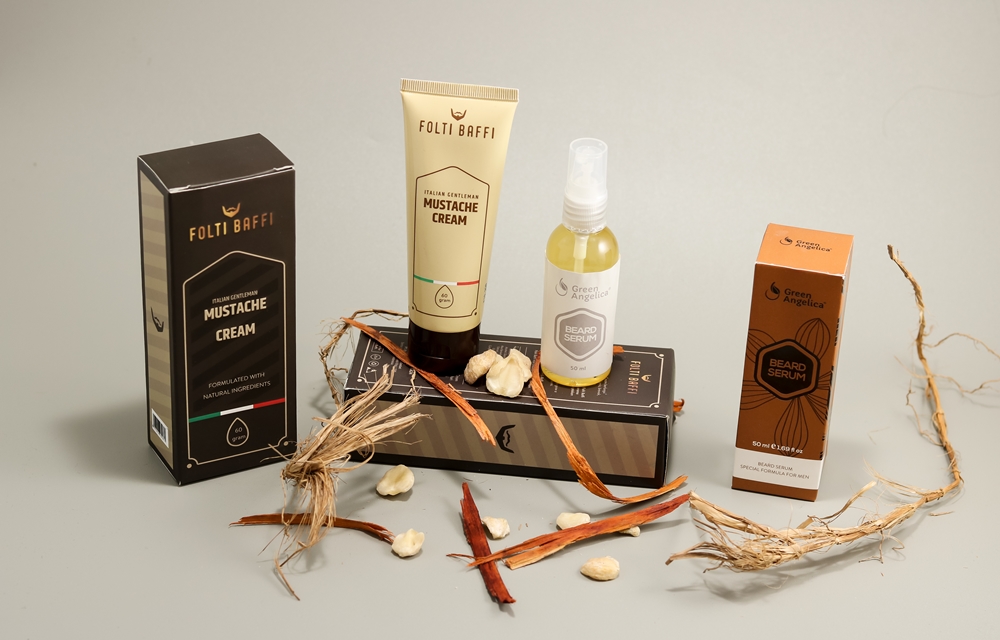 FOLTI BAFFI
ITALIAN GENTLEMAN
MUSTACHE
CREAM
FORMULATED WITH
NATURAL INGREDIENTS
60
gram
FOLTI BAFFI
ITALIAN GENTLEMAN
MUSTACHE
CREAM
60
gram
FOLTI BAFFI
Green
Angelica
BEARD
SERUM
50 ml
Green
Angelica
Green
Angelica
BEARD
SERUM
50 ml e 1.69 fl oz
BEARD SERUM
SPECIAL FORMULA FOR MEN